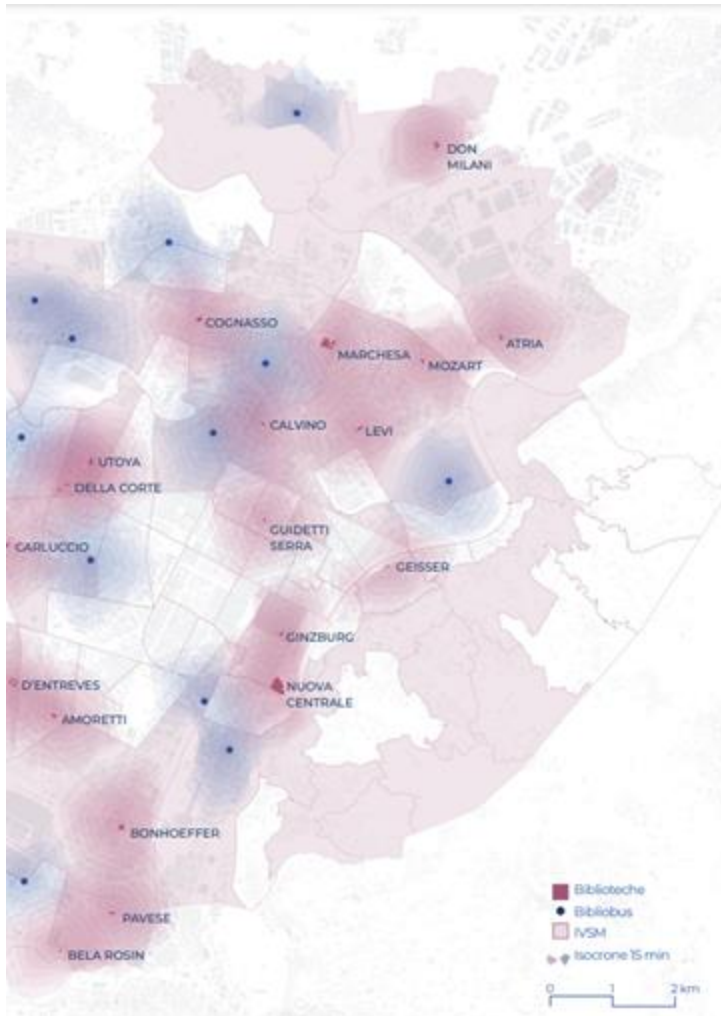 DON
MILANI
COGNASSO
MARCHESA
ATRIA
MOZART
CALVINO
LEVI
UTOYA
DELLA CORTE
GUIDETTI
SERRA
CARLUCCIO
GEISSER
GINZBURG
D'ENTREVES
NUOVA
CENTRALE
AMORETTI
BONHOEFFER
PAVESE
BELA ROSIN
Biblioteche
Bibliobus
IVSM
Isocrone 15 min
0 1 2 km